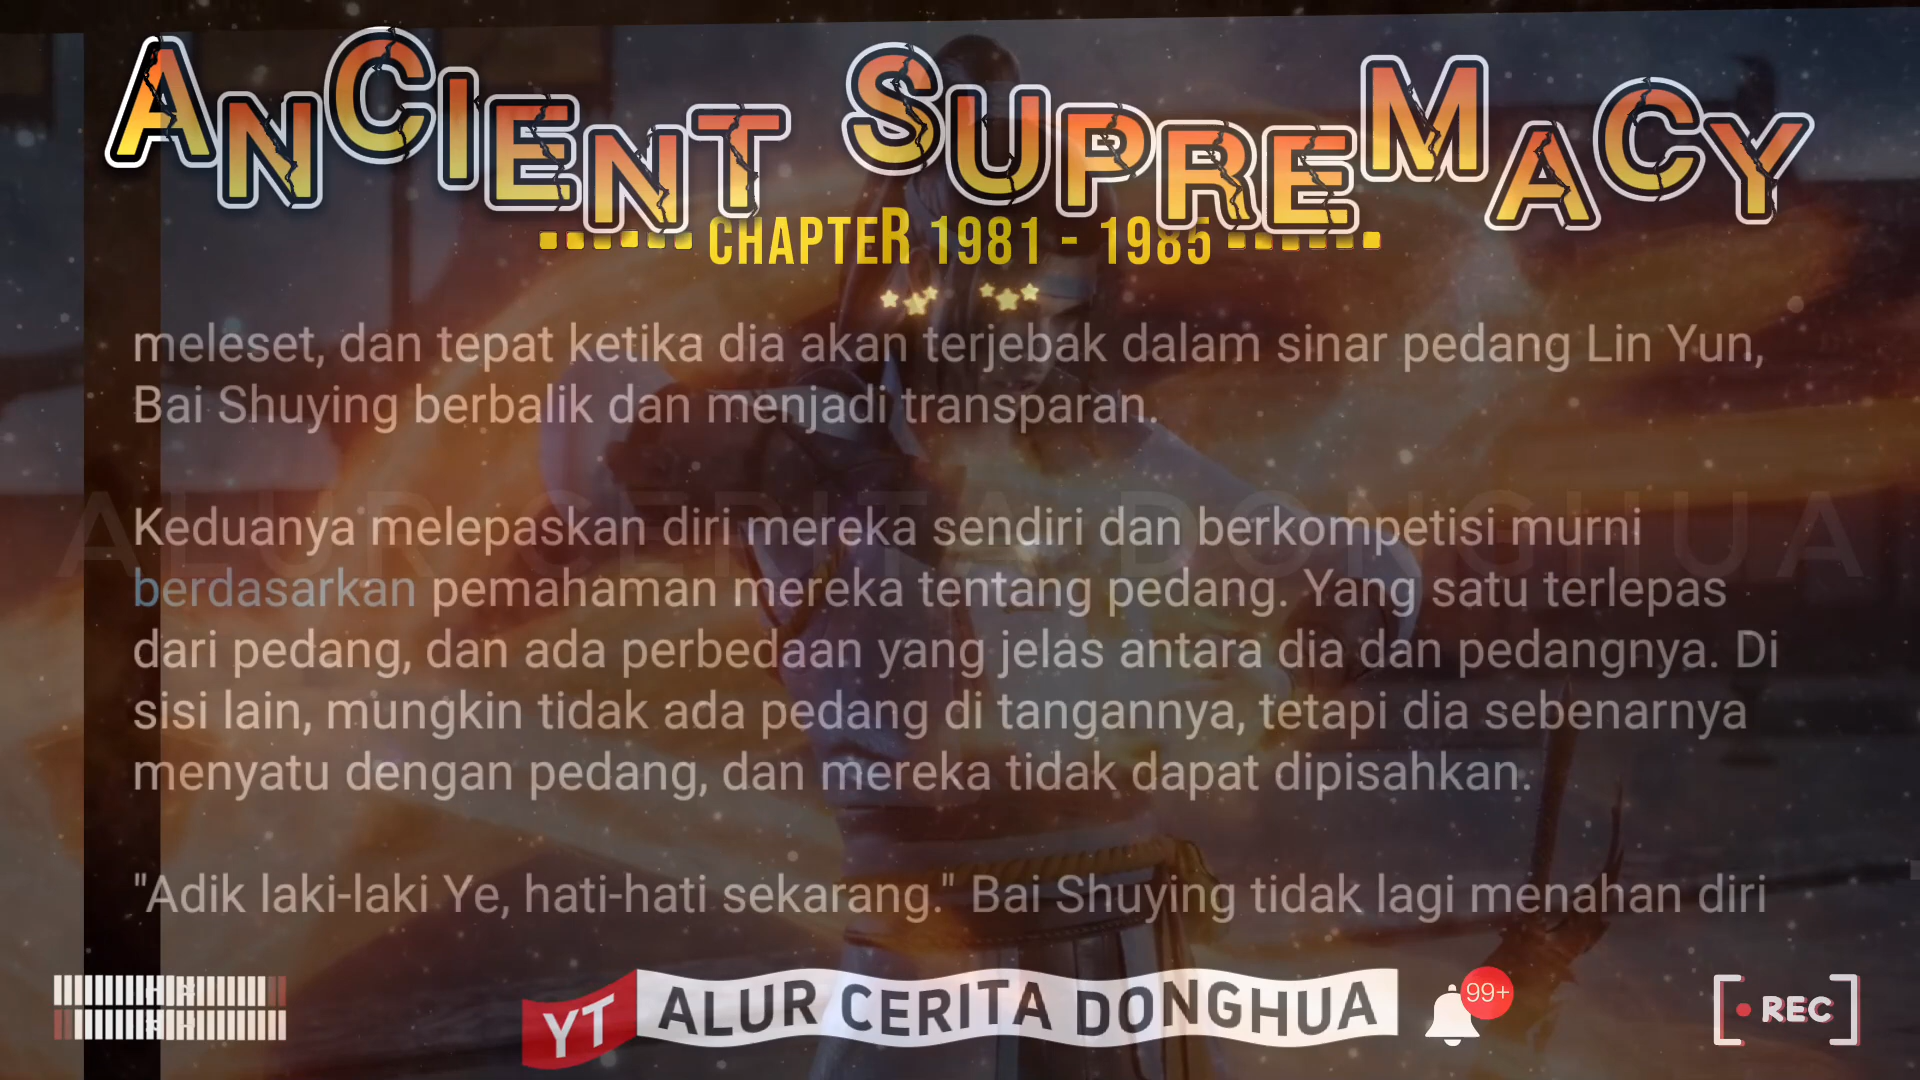 ANCIENT SUPREMACY
CHAPTER 1981 - 1985
meleset, dan tepat ketika dia akan terjebak dalam sinar pedang Lin Yun,
Bai Shuying berbalik dan menjadi transparan.
ALUR CERITA DONGHUA
Keduanya melepaskan diri mereka sendiri dan berkompetisi murni
berdasarkan pemahaman mereka tentang pedang. Yang satu terlepas
dari pedang, dan ada perbedaan yang jelas antara dia dan pedangnya. Di
sisi lain, mungkin tidak ada pedang di tangannya, tetapi dia sebenarnya
menyatu dengan pedang, dan mereka tidak dapat dipisahkan.
"Adik laki-laki Ye, hati-hati sekarang." Bai Shuying tidak lagi menahan diri
YT ALUR CERITA DONGHUA
99+
REC